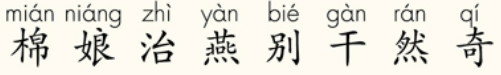 mián niáng zhì yàn bié gàn rán qí
棉 娘 治 燕 别 干 然 奇